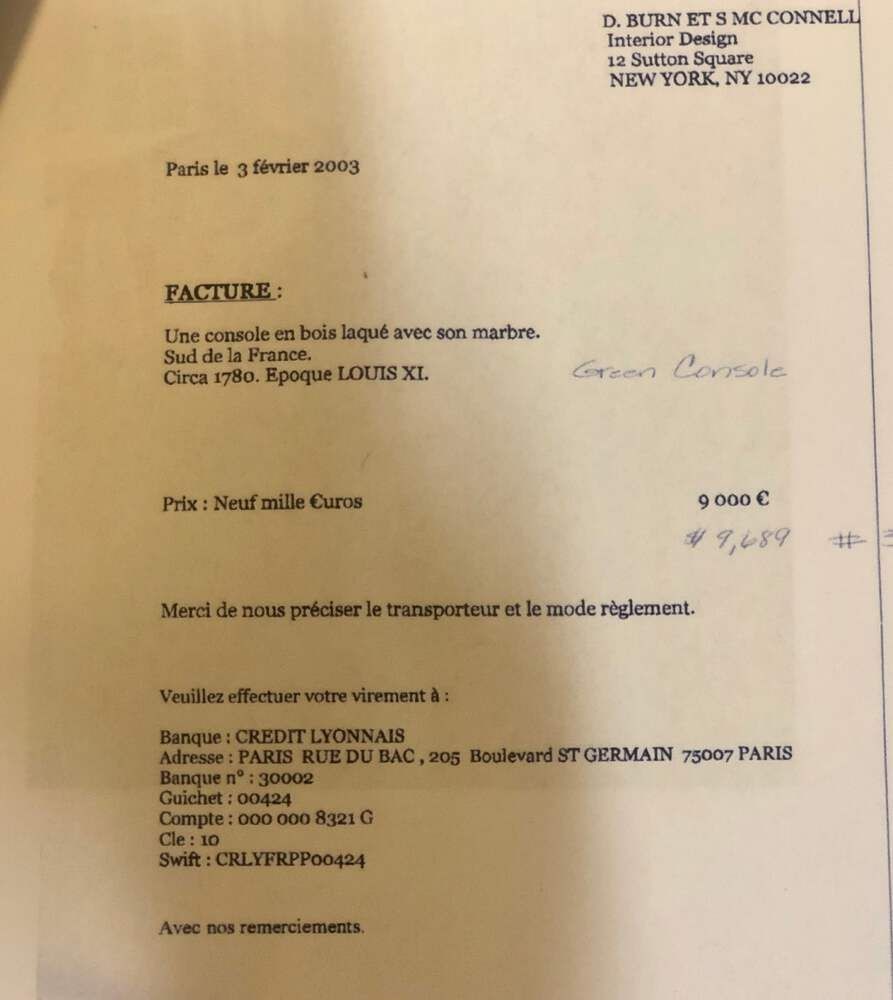 D. BURN ET S MC CONNELL
Interior Design
12 Sutton Square
NEW YORK, NY 10022
Paris le 3 février 2003
FACTURE :
Une console en bois laqué avec son marbre.
Sud de la France.
Circa 1780. Epoque LOUIS XI.
Green Console
Prix : Neuf mille €uros 9 000 €
$ 9,689 #
Merci de nous préciser le transporteur et le mode règlement.
Veuillez effectuer votre virement à :
Banque : CREDIT LYONNAIS
Adresse : PARIS RUE DU BAC , 205 Boulevard ST GERMAIN 75007 PARIS
Banque n° : 30002
Guichet : 00424
Compte : 000 000 8321 G
Cle : 10
Swift : CRLYFRPP00424
Avec nos remerciements.